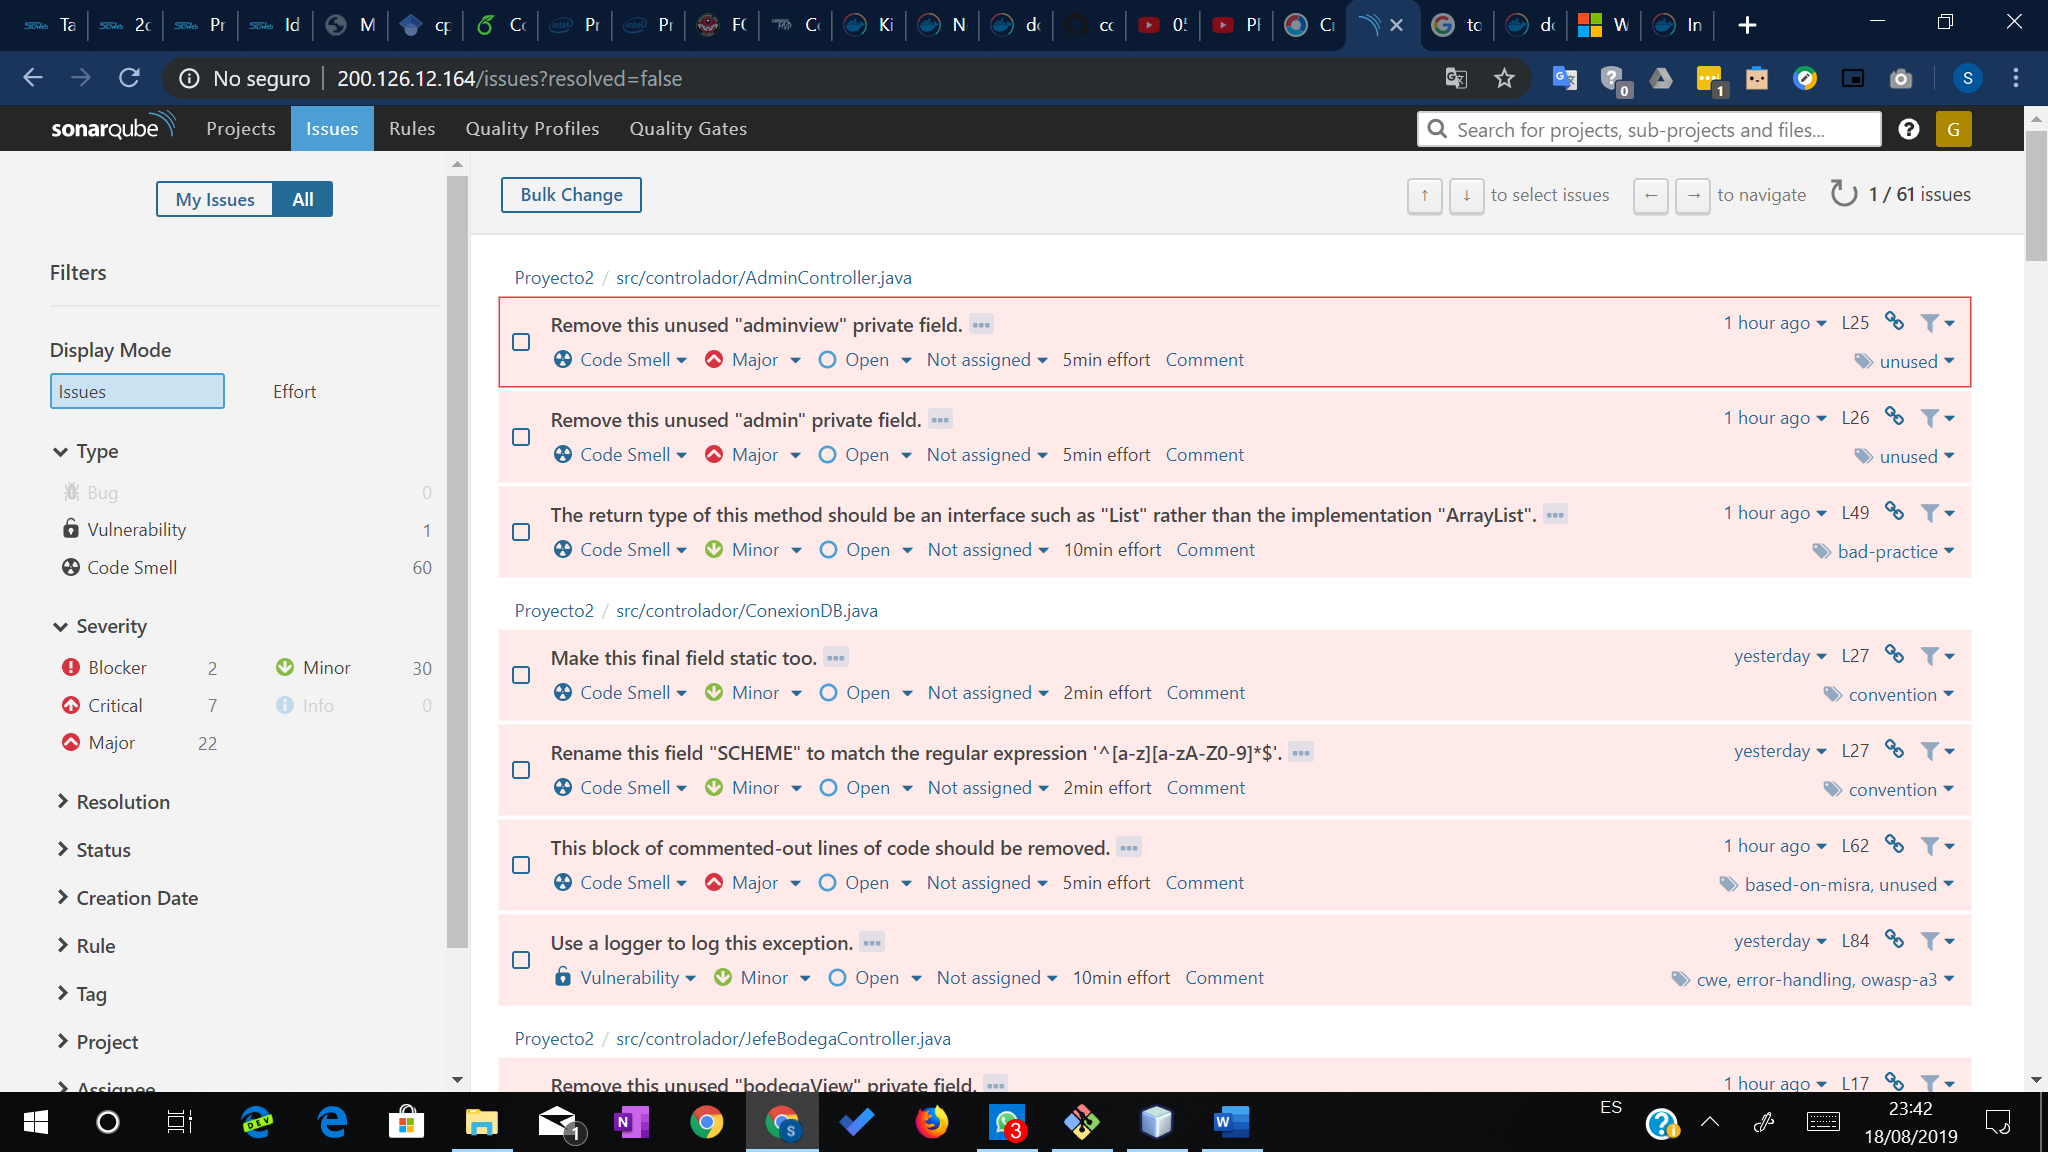 Ta
2c
Pr
Id
M
cp
Cc
Pr
Pr
FC
Cc
Ki
N
dc
cc
0!
Pl
Cr
tc
dc
W
In
No seguro 200.126.12.164/issues?resolved=false
0
1
S
sonarqube Projects Issues Rules Quality Profiles Quality Gates Search for projects, sub-projects and files... G
My Issues All
Bulk Change to select issues to navigate 1 / 61 issues
Filters
Display Mode
Issues Effort
Type
Bug 0
Vulnerability 1
Code Smell 60
Severity
Blocker 2 Minor 30
Critical 7 Info 0
Major 22
Resolution
Status
Creation Date
Rule
Tag
Project
Assignee
Proyecto2 / src/controlador/AdminController.java
Remove this unused "adminview" private field. 1 hour ago L25
Code Smell Major Open Not assigned 5min effort Comment unused
Remove this unused "admin" private field. 1 hour ago L26
Code Smell Major Open Not assigned 5min effort Comment unused
The return type of this method should be an interface such as "List" rather than the implementation "ArrayList". 1 hour ago L49
Code Smell Minor Open Not assigned 10min effort Comment bad-practice
Proyecto2 / src/controlador/ConexionDB.java
Make this final field static too. yesterday L27
Code Smell Minor Open Not assigned 2min effort Comment convention
Rename this field "SCHEME" to match the regular expression '^[a-z][a-zA-Z0-9]*$'. yesterday L27
Code Smell Minor Open Not assigned 2min effort Comment convention
This block of commented-out lines of code should be removed. 1 hour ago L62
Code Smell Major Open Not assigned 5min effort Comment based-on-misra, unused
Use a logger to log this exception. yesterday L84
Vulnerability Minor Open Not assigned 10min effort Comment cwe, error-handling, owasp-a3
Proyecto2 / src/controlador/JefeBodegaController.java
Remove this unused "bodegaView" private field. 1 hour ago L17
DEV
1
N
S
3
W
ES
23:42
18/08/2019